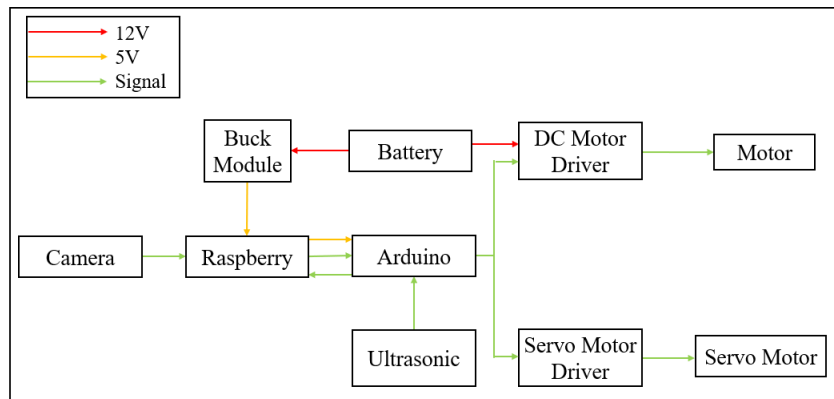 12V
5V
Signal
Buck
Module
Battery
DC Motor
Driver
Motor
Camera
Raspberry
Arduino
Ultrasonic
Servo Motor
Driver
Servo Motor